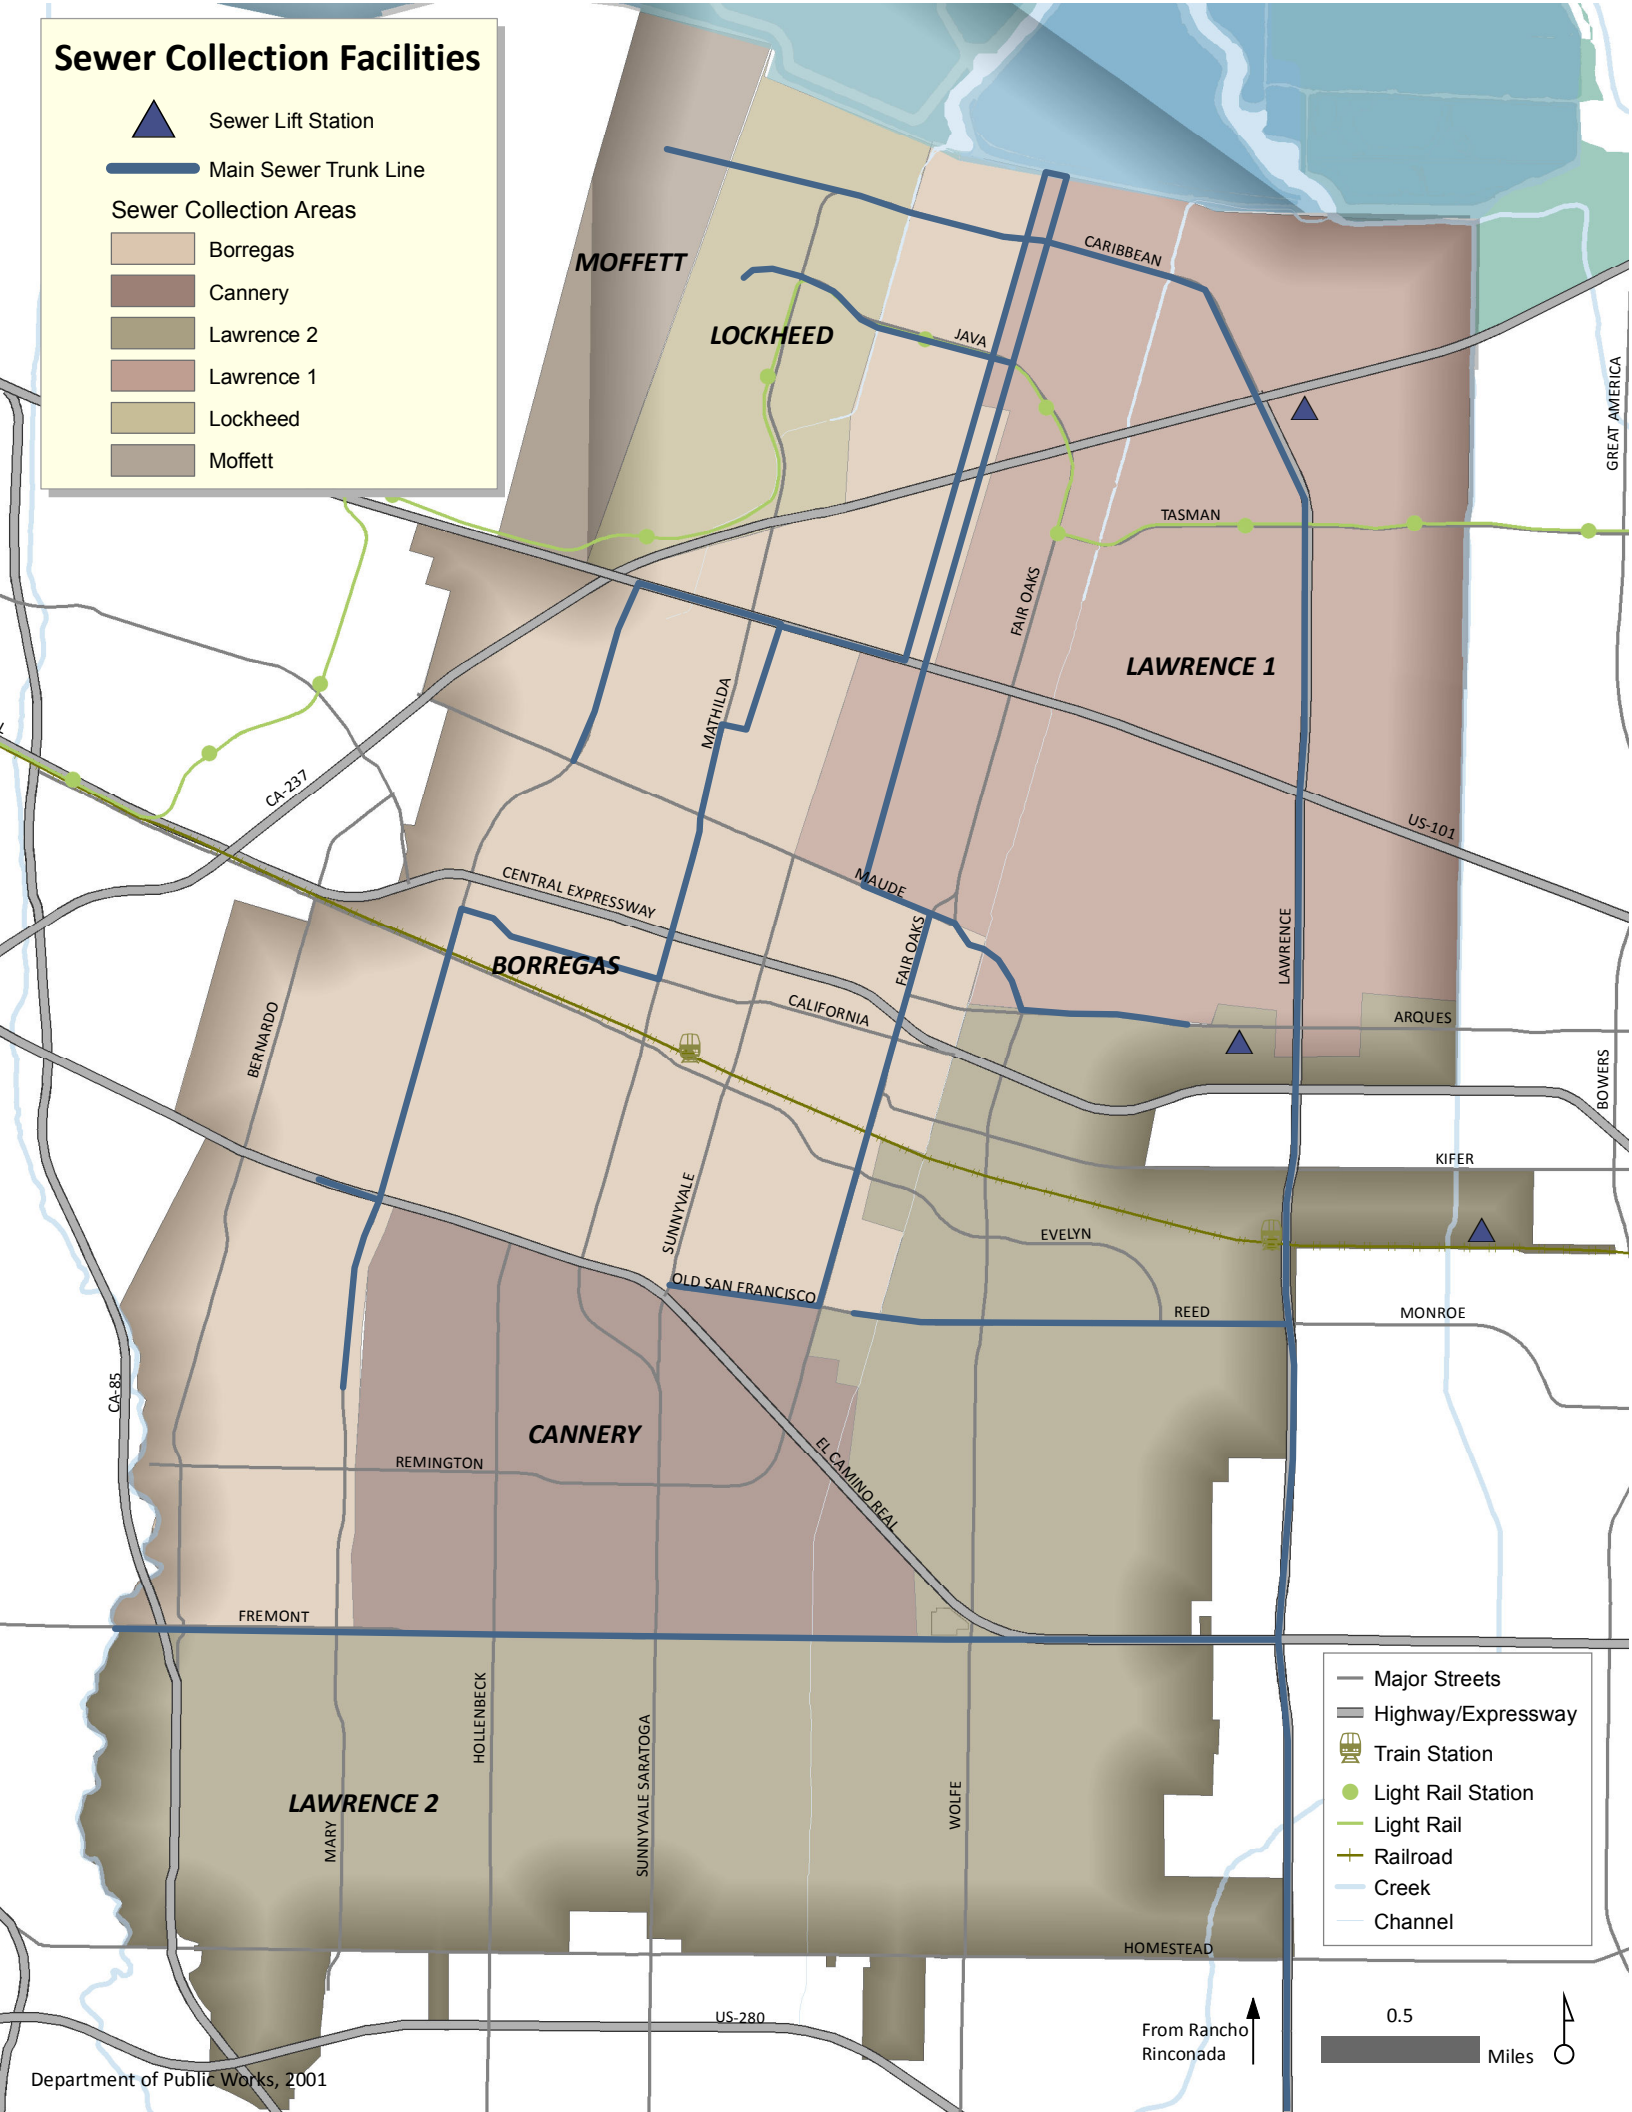 Sewer Collection Facilities
Sewer Lift Station
Main Sewer Trunk Line
Sewer Collection Areas
Borregas
Cannery
Lawrence 2
Lawrence 1
Lockheed
Moffett
MOFFETT
CARIBBEAN
LOCKHEED
JAVA
GREAT AMERICA
TASMAN
FAIR OAKS
LAWRENCE 1
MATHILDA
CA-237
US-101
MAUDE
CENTRAL EXPRESSWAY
FAIR OAKS
LAWRENCE
BORREGAS
CALIFORNIA
ARQUES
BERNARDO
BOWERS
KIFER
SUNNYVALE
EVELYN
OLD SAN FRANCISCO
REED
MONROE
CA-85
CANNERY
EL CAMINO REAL
REMINGTON
FREMONT
HOLLENBECK
SUNNYVALE SARATOGA
WOLFE
LAWRENCE 2
MARY
Major Streets
Highway/Expressway
Train Station
Light Rail Station
Light Rail
Railroad
Creek
Channel
HOMESTEAD
US-280
From Rancho
Rinconada
0.5
Miles
Department of Public Works, 2001